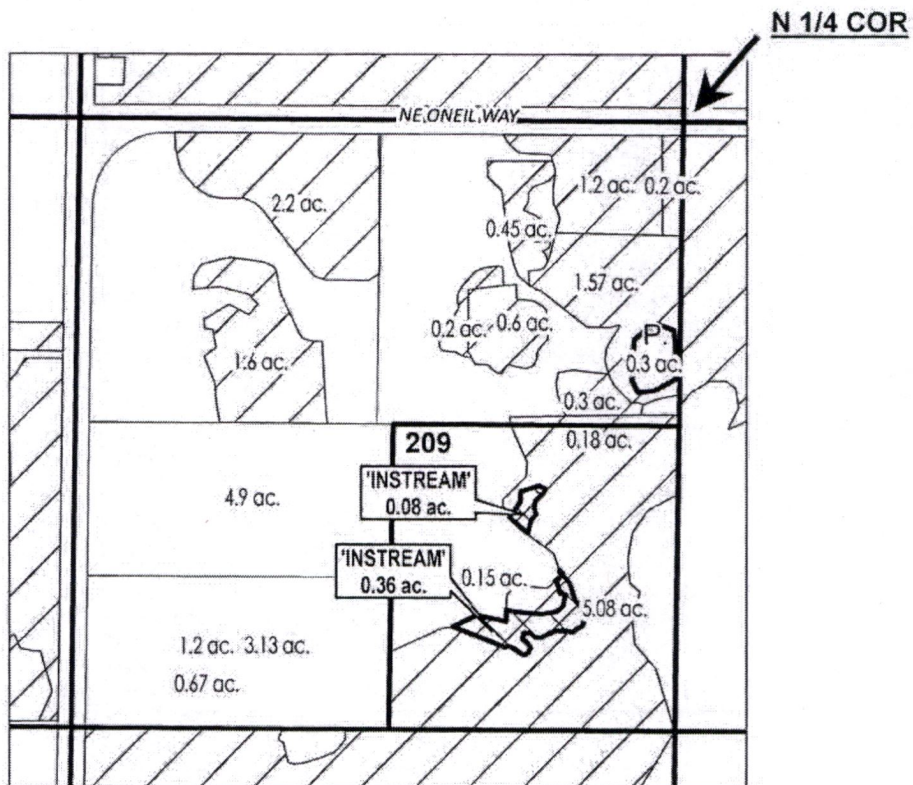 N 1/4 COR
NE ONEIL WAY
2.2 ac.
1.2 ac. 0.2 ac.
0.45 ac.
1.57 ac.
0.2 ac. 0.6 ac.
P.
0.3 ac.
1.6 ac.
0.3 ac.
0.18 ac.
209
'INSTREAM'
0.08 ac.
4.9 ac.
'INSTREAM'
0.36 ac.
0.15 ac.
5.08 ac.
1.2 ac. 3.13 ac.
0.67 ac.